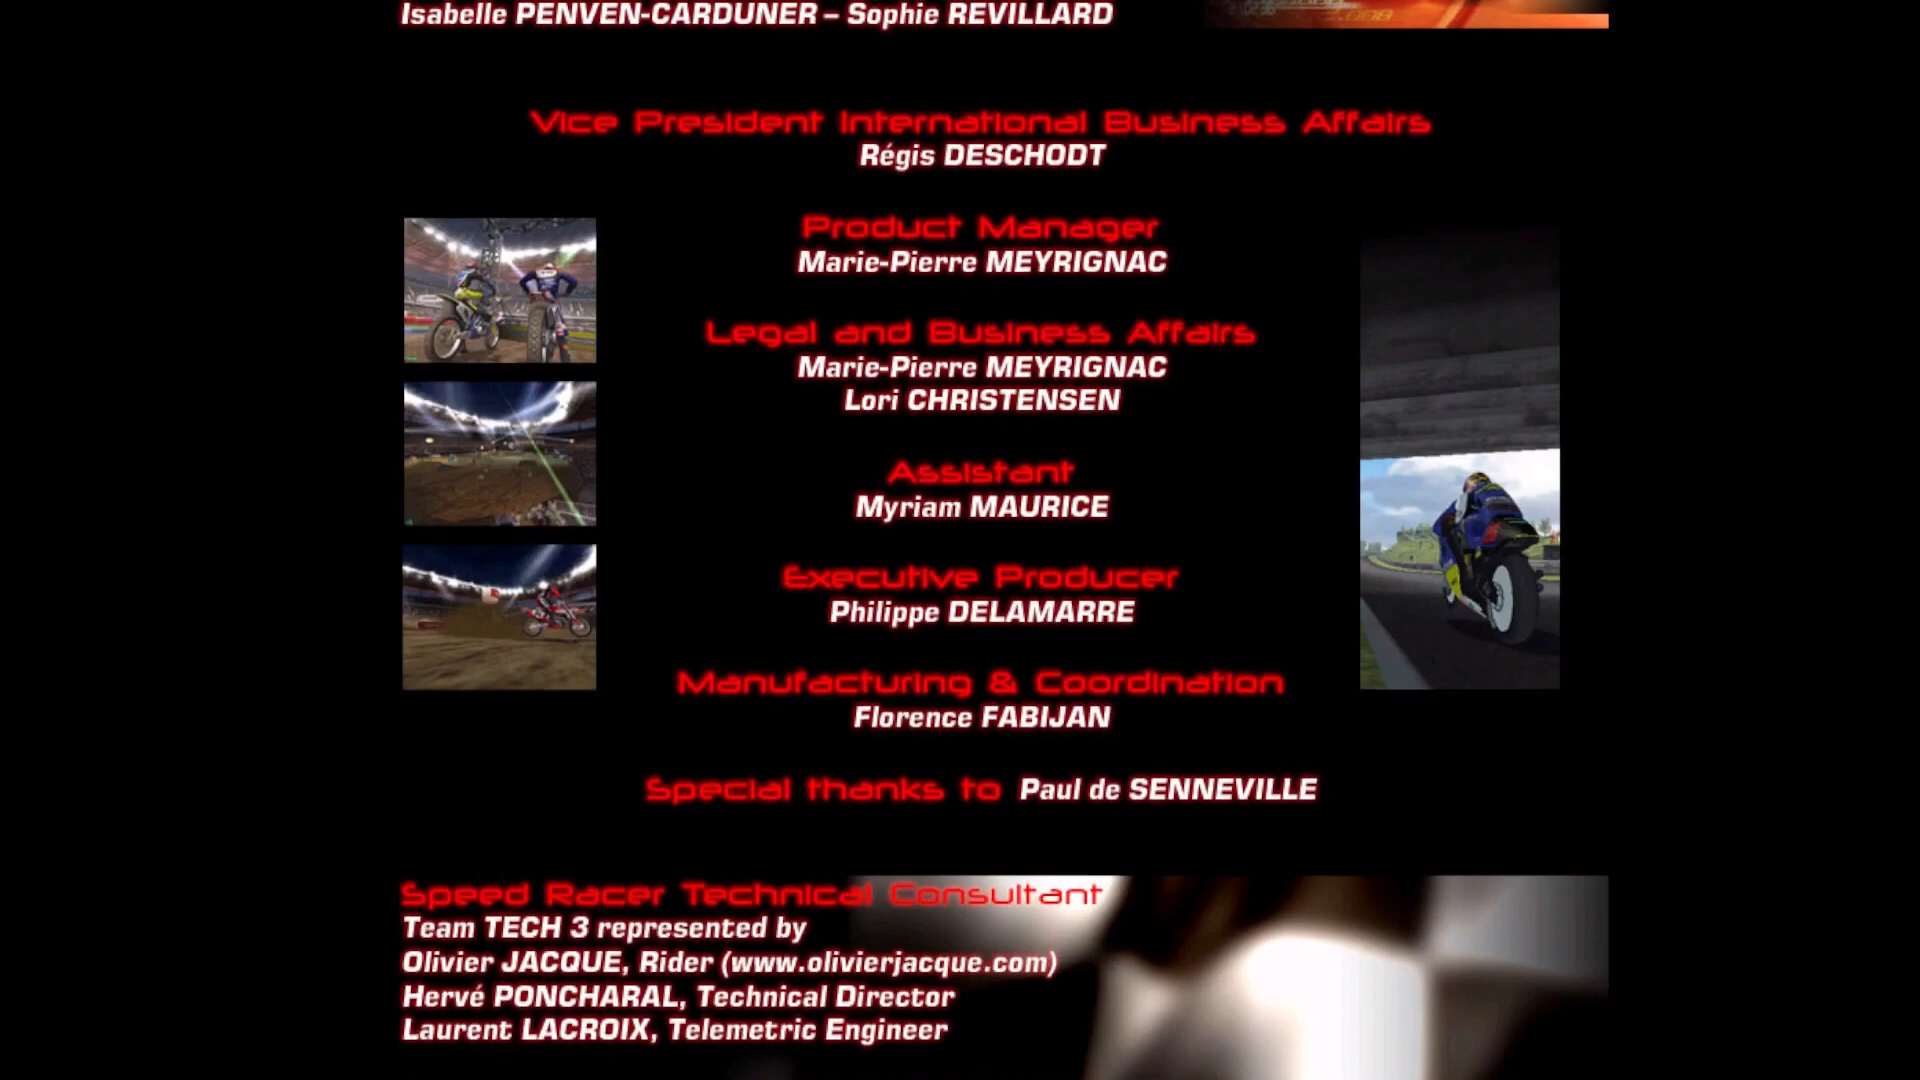 Isabelle PENVEN-CARDUNER – Sophie REVILLARD
Vice President International Business Affairs
Régis DESCHODT
Product Manager
Marie-Pierre MEYRIGNAC
Legal and Business Affairs
Marie-Pierre MEYRIGNAC
Lori CHRISTENSEN
Assistant
Myriam MAURICE
Executive Producer
Philippe DELAMARRE
Manufacturing & Coordination
Florence FABIJAN
Special thanks to Paul de SENNEVILLE
Speed Racer Technical Consultant
Team TECH 3 represented by
Olivier JACQUE, Rider (www.olivierjacque.com)
Hervé PONCHARAL, Technical Director
Laurent LACROIX, Telemetric Engineer